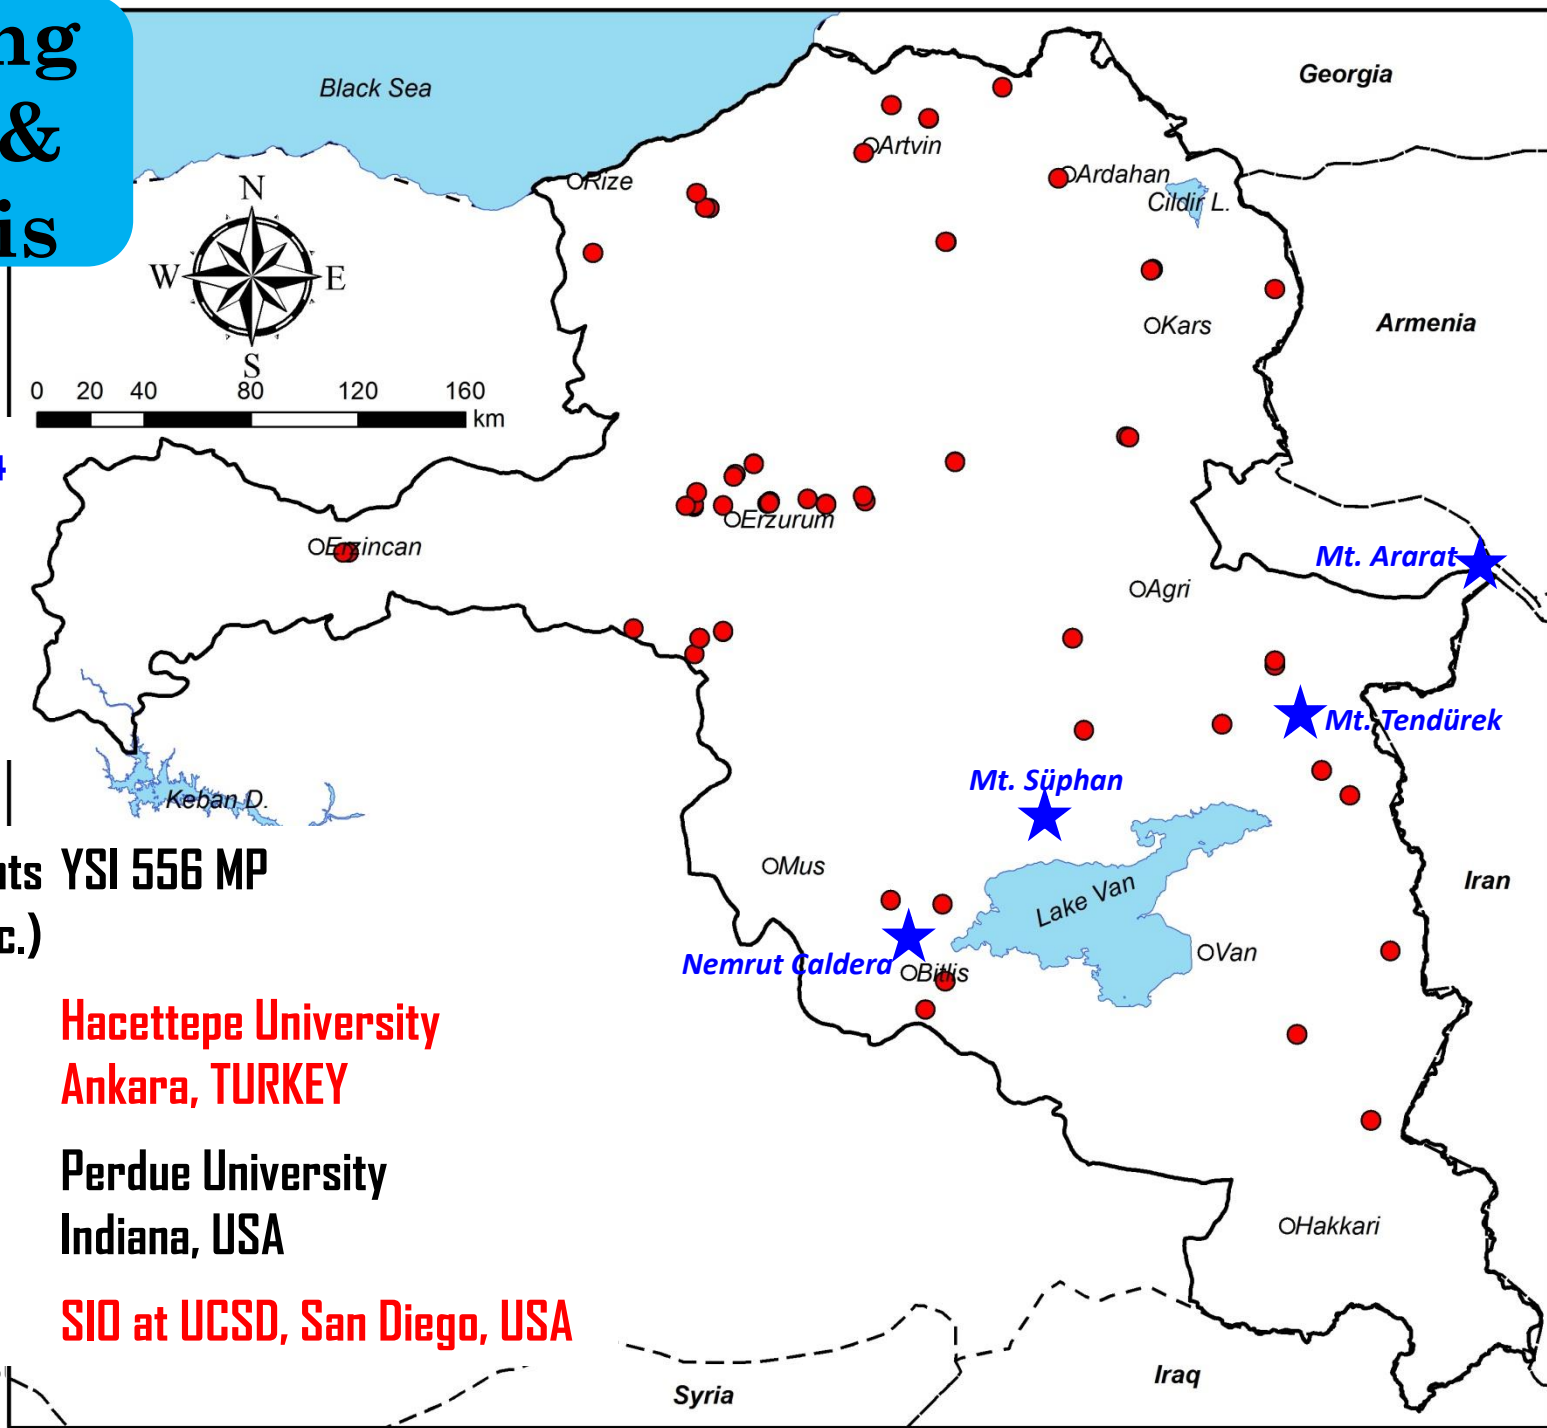 ng
&
is
Black Sea
Georgia
Artvin
Rize
Ardahan
Cildir L.
N
W E
S
Kars
Armenia
0 20 40 80 120 160
km
4
Erzurum
Erzincan
Mt. Ararat
Agri
Mt. Tendürek
Mt. Süphan
Keban D.
Mus
Lake Van
Iran
nts YSI 556 MP
c.)
Van
Nemrut Caldera
Bitlis
Hacettepe University
Ankara, TURKEY
Perdue University
Indiana, USA
Hakkari
SIO at UCSD, San Diego, USA
Iraq
Syria